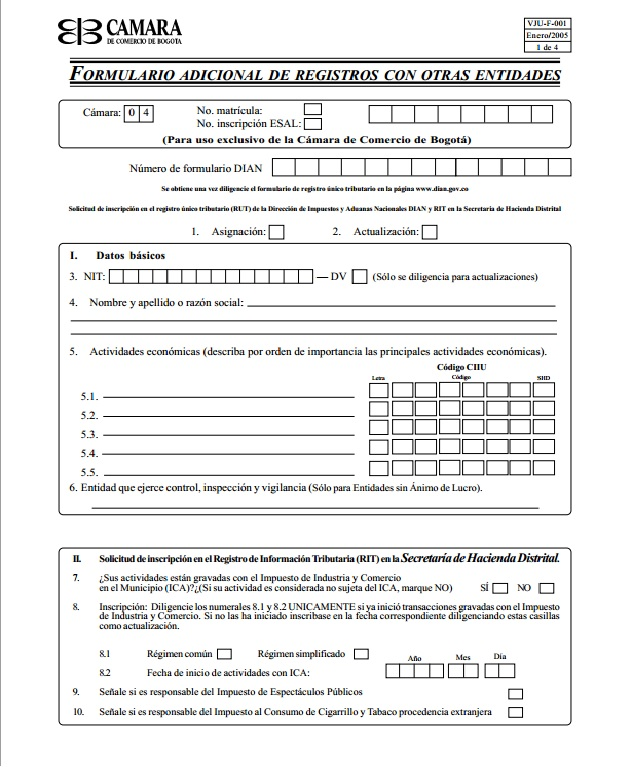 CAMARA
DE COMERCIO DE BOGOTA
VJU-F-001
Enero/2005
1 de 4
FORMULARIO ADICIONAL DE REGISTROS CON OTRAS ENTIDADES
Cámara: 0 4
No. matrícula:
No. inscripción ESAL:
(Para uso exclusivo de la Cámara de Comercio de Bogotá)
Número de formulario DIAN
Se obtiene una vez diligencie el formulario de registro único tributario en la página www.dian.gov.co
Solicitud de inscripción en el registro único tributario (RUT) de la Dirección de Impuestos y Aduanas Nacionales DIAN y RIT en la Secretaria de Hacienda Distrital
1. Asignación: 2. Actualización:
I. Datos básicos
3. NIT: — DV (Sólo se diligencia para actualizaciones)
4. Nombre y apellido o razón social:
5. Actividades económicas (describa por orden de importancia las principales actividades económicas).
Código CIIU
Letra Código SHD
5.1.
5.2.
5.3.
5.4.
5.5.
6. Entidad que ejerce control, inspección y vigilancia (Sólo para Entidades sin Ánimo de Lucro).
II. Solicitud de inscripción en el Registro de Información Tributaria (RIT) en la Secretaría de Hacienda Distrital.
7. ¿Sus actividades están gravadas con el Impuesto de Industria y Comercio
en el Municipio (ICA)?¿(Si su actividad es considerada no sujeta del ICA, marque NO) SÍ NO
8. Inscripción: Diligencie los numerales 8.1 y 8.2 UNICAMENTE si ya inició transacciones gravadas con el Impuesto
de Industria y Comercio. Si no las ha iniciado inscribase en la fecha correspondiente diligenciando estas casillas
como actualización.
8.1 Régimen común Régimen simplificado
Año Mes Día
8.2 Fecha de inicio de actividades con ICA:
9. Señale si es responsable del Impuesto de Espectáculos Públicos
10. Señale si es responsable del Impuesto al Consumo de Cigarrillo y Tabaco procedencia extranjera